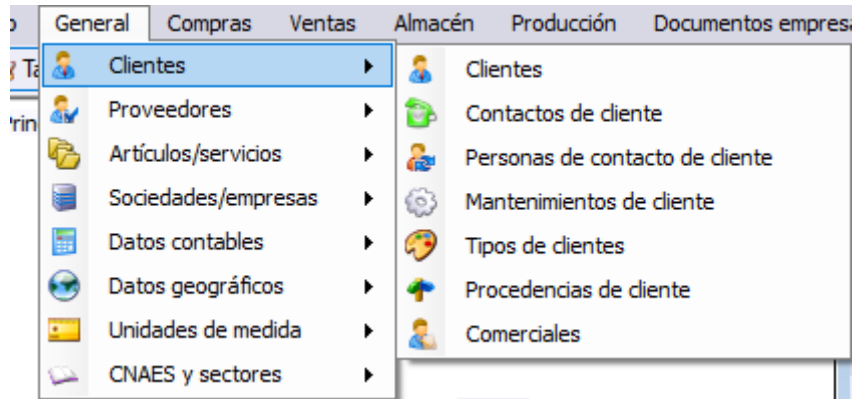 General Compras Ventas Almacén Producción Documentos empresa
Clientes
Proveedores
Artículos/servicios
Sociedades/empresas
Datos contables
Datos geográficos
Unidades de medida
CNAES y sectores
Clientes
Contactos de cliente
Personas de contacto de cliente
Mantenimientos de cliente
Tipos de clientes
Procedencias de cliente
Comerciales